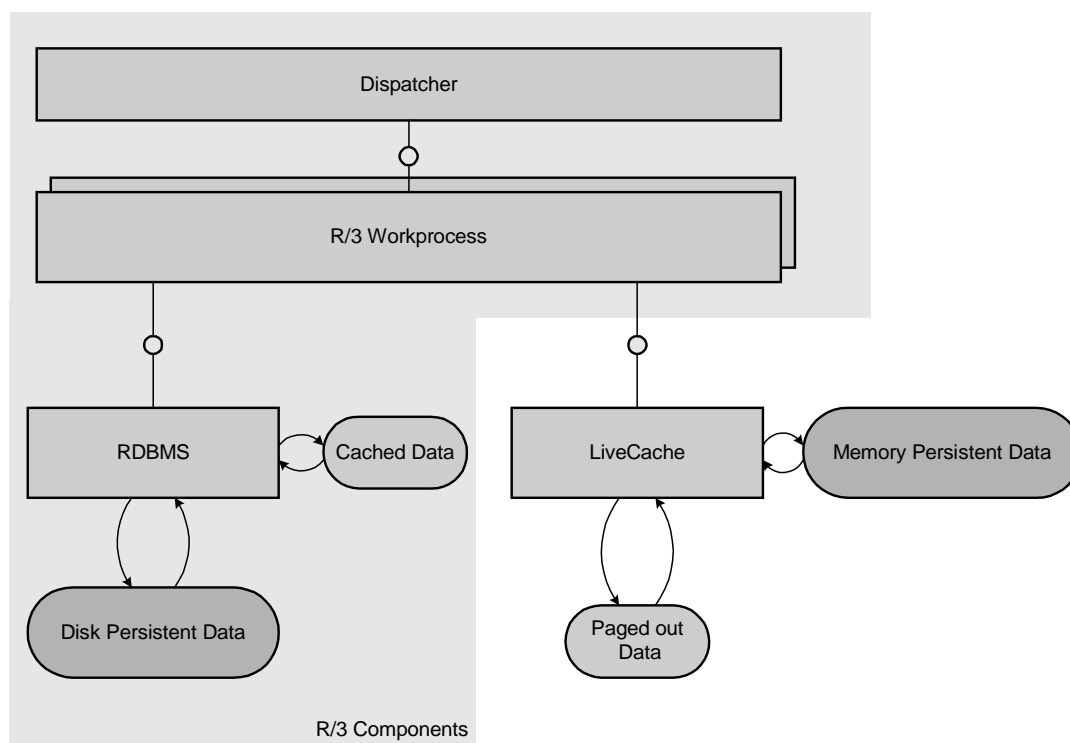 Dispatcher
R/3 Workprocess
RDBMS
Cached Data
LiveCache
Memory Persistent Data
Disk Persistent Data
Paged out
Data
R/3 Components